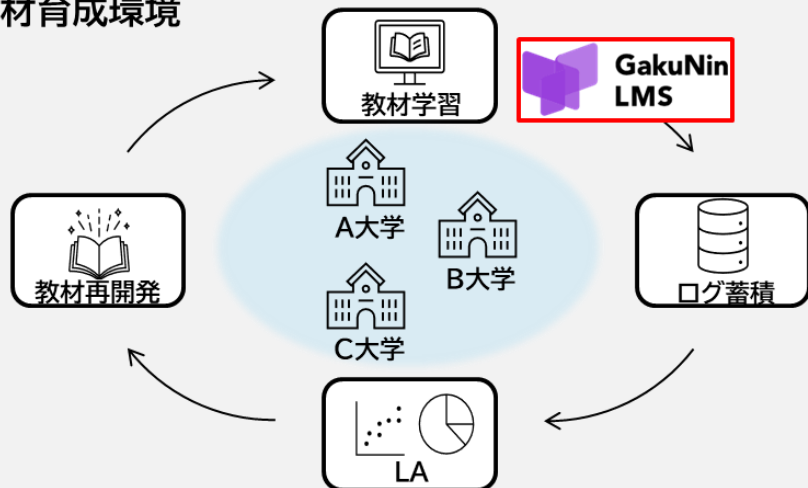 材育成環境
教材学習
GakuNin
LMS
A大学
B大学
教材再開発
ログ蓄積
C大学
LA